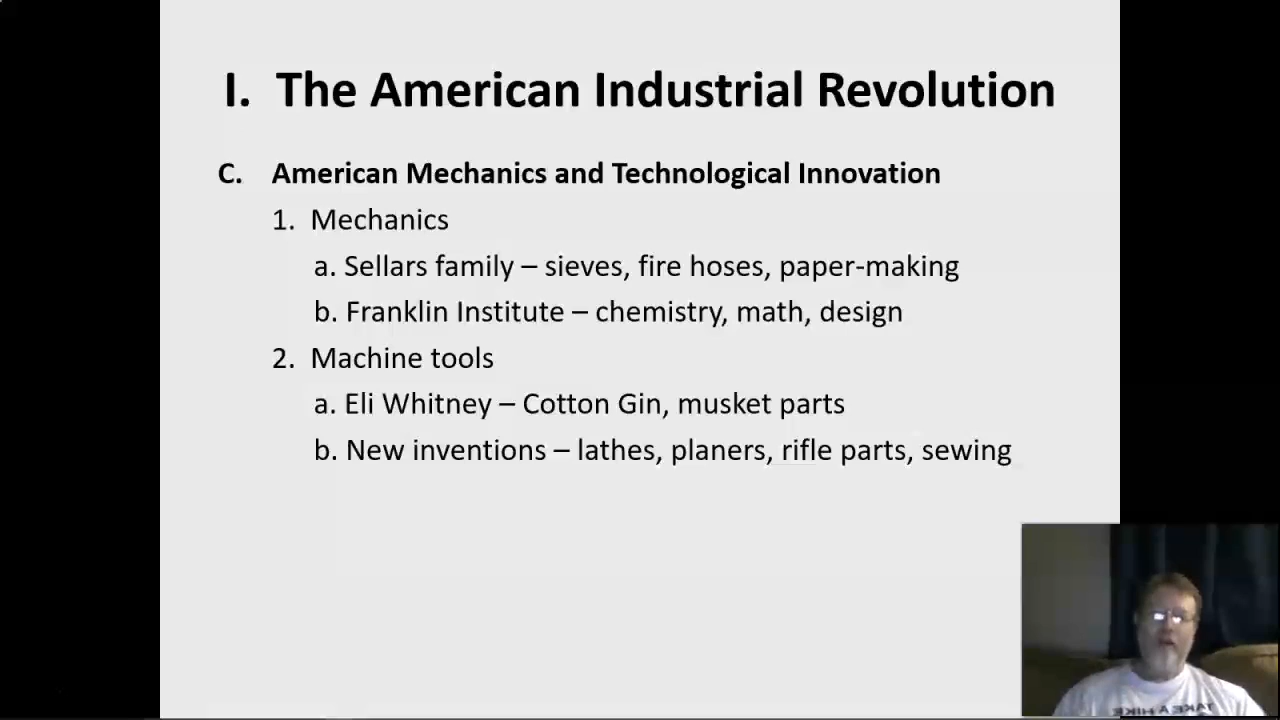 I. The American Industrial Revolution
C. American Mechanics and Technological Innovation
1. Mechanics
a. Sellars family – sieves, fire hoses, paper-making
b. Franklin Institute – chemistry, math, design
2. Machine tools
a. Eli Whitney – Cotton Gin, musket parts
b. New inventions – lathes, planers, rifle parts, sewing
TAKE A HIKE